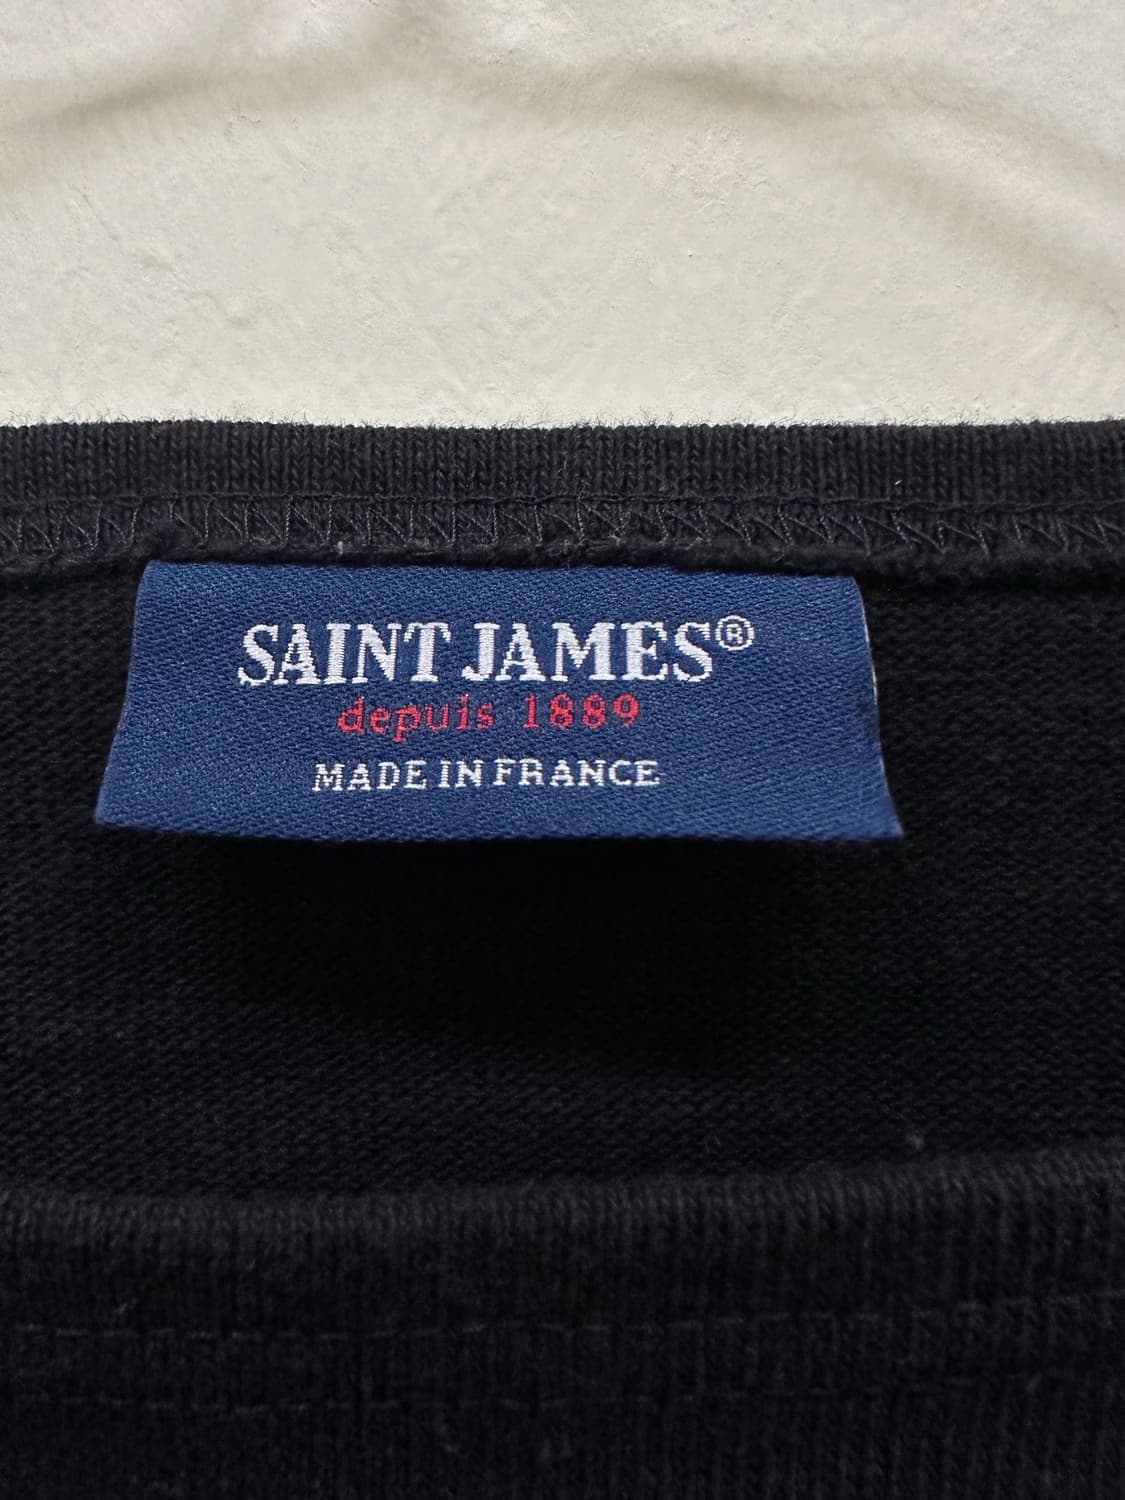 SAINT JAMES®
depuis 1889
MADE IN FRANCE